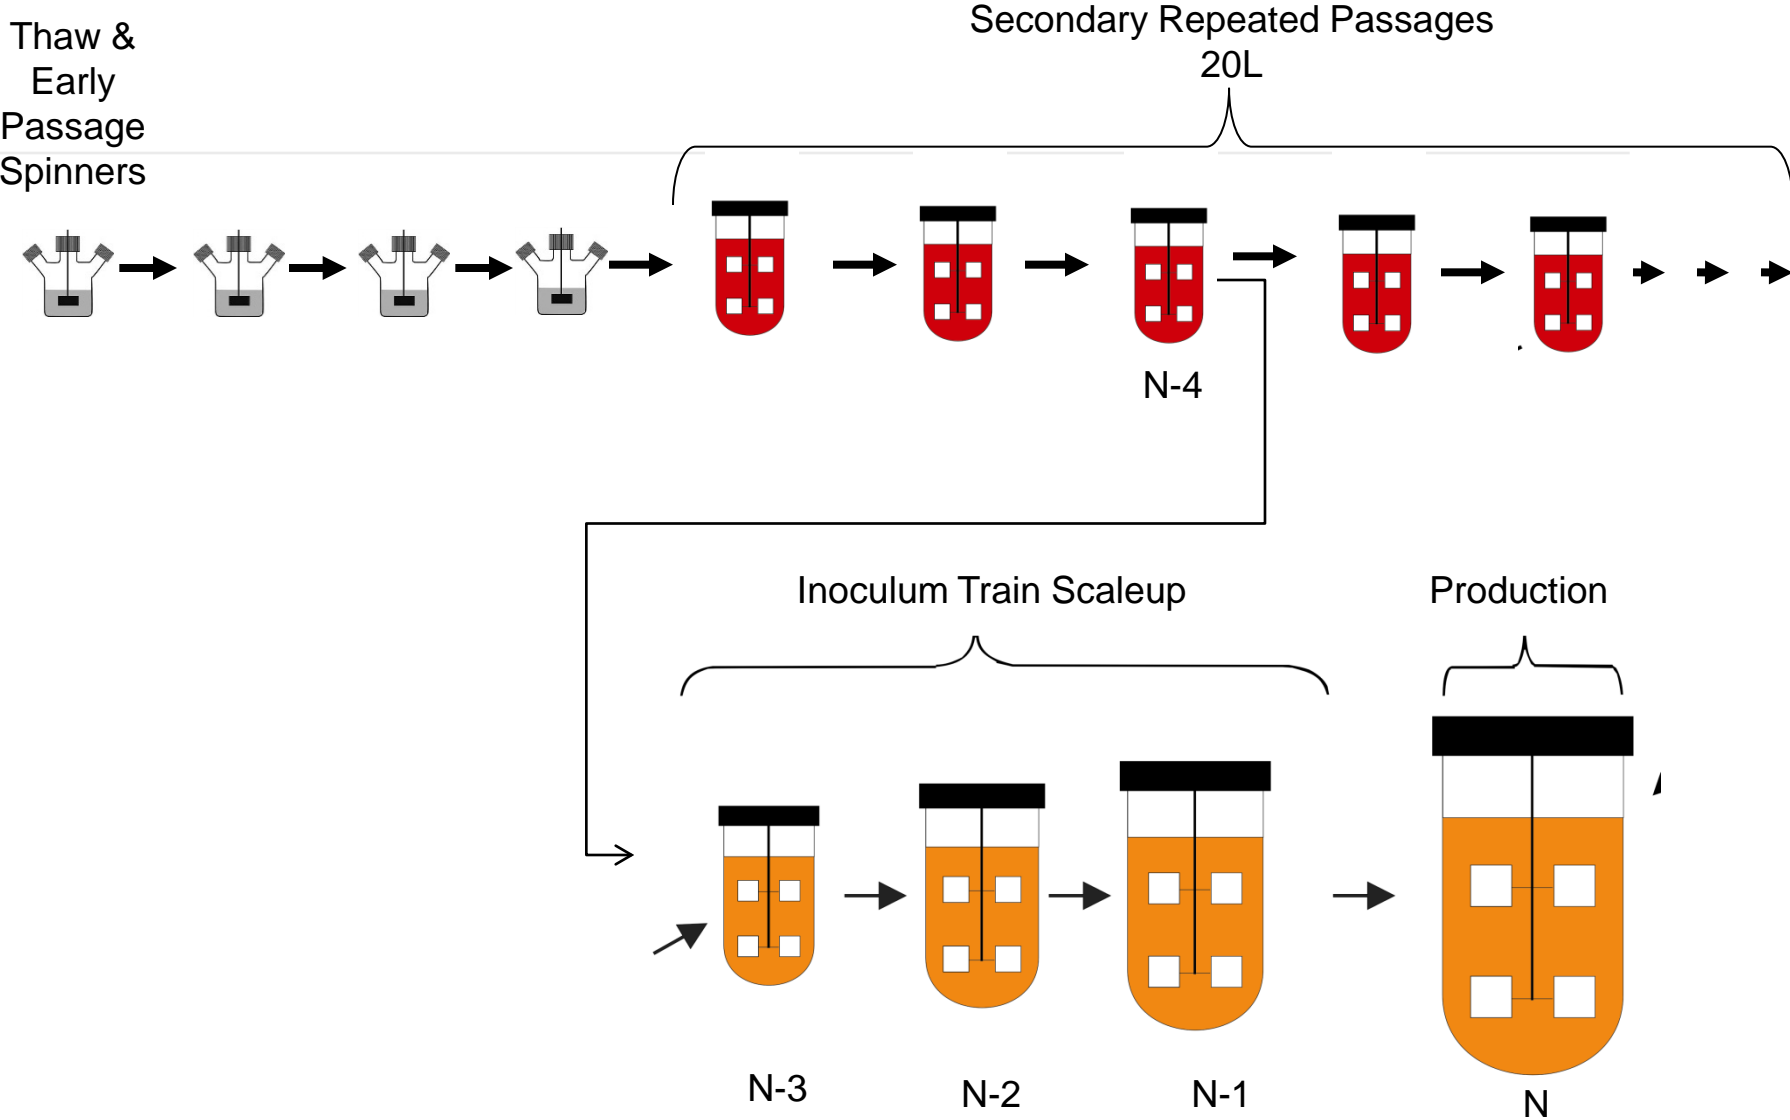 Thaw &
Early
Passage
Spinners
Secondary Repeated Passages
20L
N-4
Inoculum Train Scaleup
Production
N-3
N-2
N-1
N